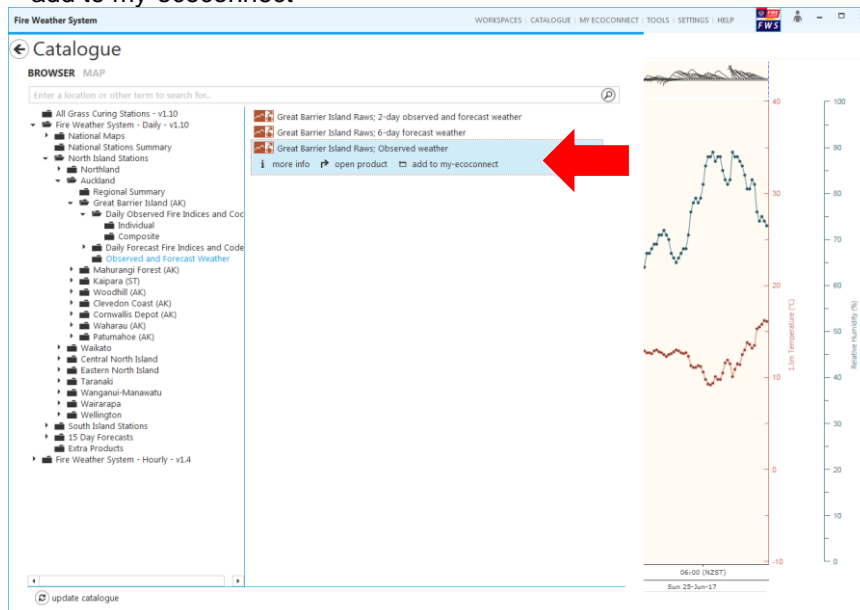 add to my-ecoconnect
Fire Weather System
WORKSPACES | CATALOGUE | MY ECOCONNECT | TOOLS | SETTINGS | HELP
FIRE
FWS
Catalogue
BROWSER MAP
Enter a location or other term to search for..
All Grass Curing Stations - v1.10
Fire Weather System - Daily - v1.10
National Maps
National Stations Summary
North Island Stations
Northland
Auckland
Regional Summary
Great Barrier Island (AK)
Daily Observed Fire Indices and Coc
Individual
Composite
Daily Forecast Fire Indices and Code
Observed and Forecast Weather
Mahurangi Forest (AK)
Kaipara (ST)
Woodhill (AK)
Clevedon Coast (AK)
Cornwallis Depot (AK)
Waharau (AK)
Patumahoe (AK)
Waikato
Central North Island
Eastern North Island
Taranaki
Wanganui-Manawatu
Wairarapa
Wellington
South Island Stations
15 Day Forecasts
Extra Products
Fire Weather System - Hourly - v1.4
update catalogue
Great Barrier Island Raws; 2-day observed and forecast weather
Great Barrier Island Raws; 6-day forecast weather
Great Barrier Island Raws; Observed weather
more info open product add to my-ecoconnect
40
30
20
10
0
-10
1.5m Temperature (°C)
100
90
80
70
60
50
40
30
20
10
0
Relative Humidity (%)
06:00 (NZST)
Sun 25-Jun-17